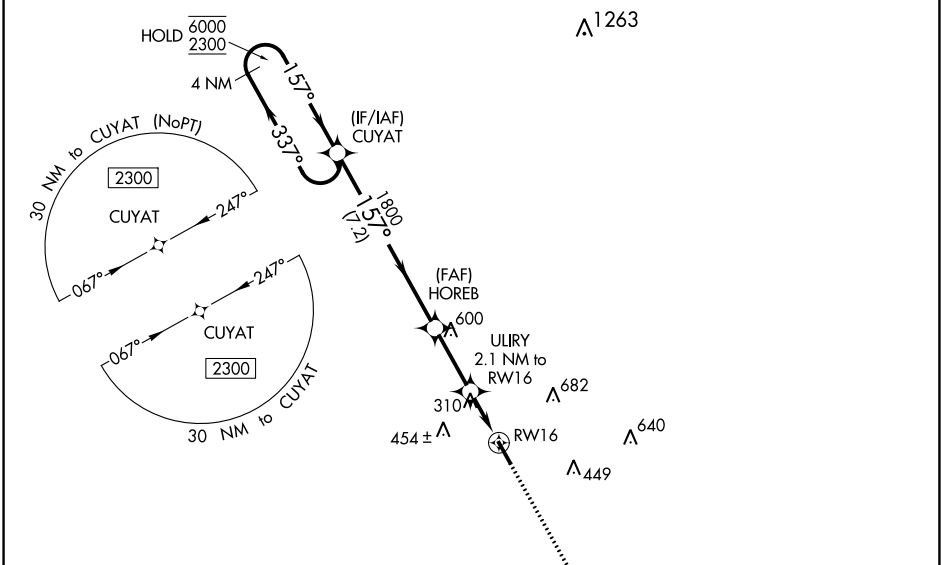 1263
HOLD 6000
2300
4 NM
157°
337°
(IF/IAF)
CUYAT
30 NM to CUYAT (NoPT)
2300
CUYAT
247°
067°
1800
157°
(7.2)
(FAF)
HOREB
600
247°
067°
CUYAT
2300
30 NM to CUYAT
ULIRY
2.1 NM to
RW16
310
682
454 ±
RW16
640
449